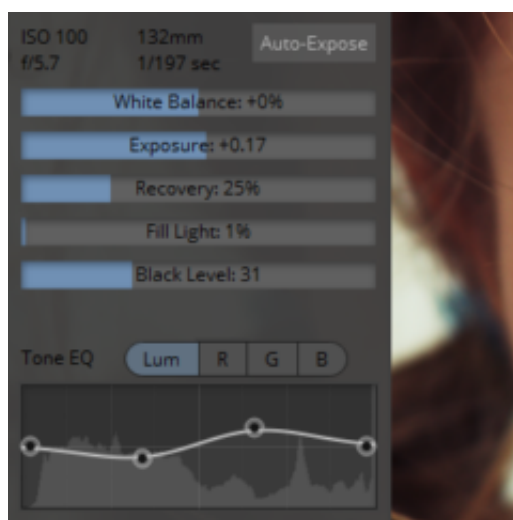 ISO 100 132mm Auto-Expose
f/5.7 1/197 sec
White Balance: +0%
Exposure: +0.17
Recovery: 25%
Fill Light: 1%
Black Level: 31
Tone EQ Lum R G B